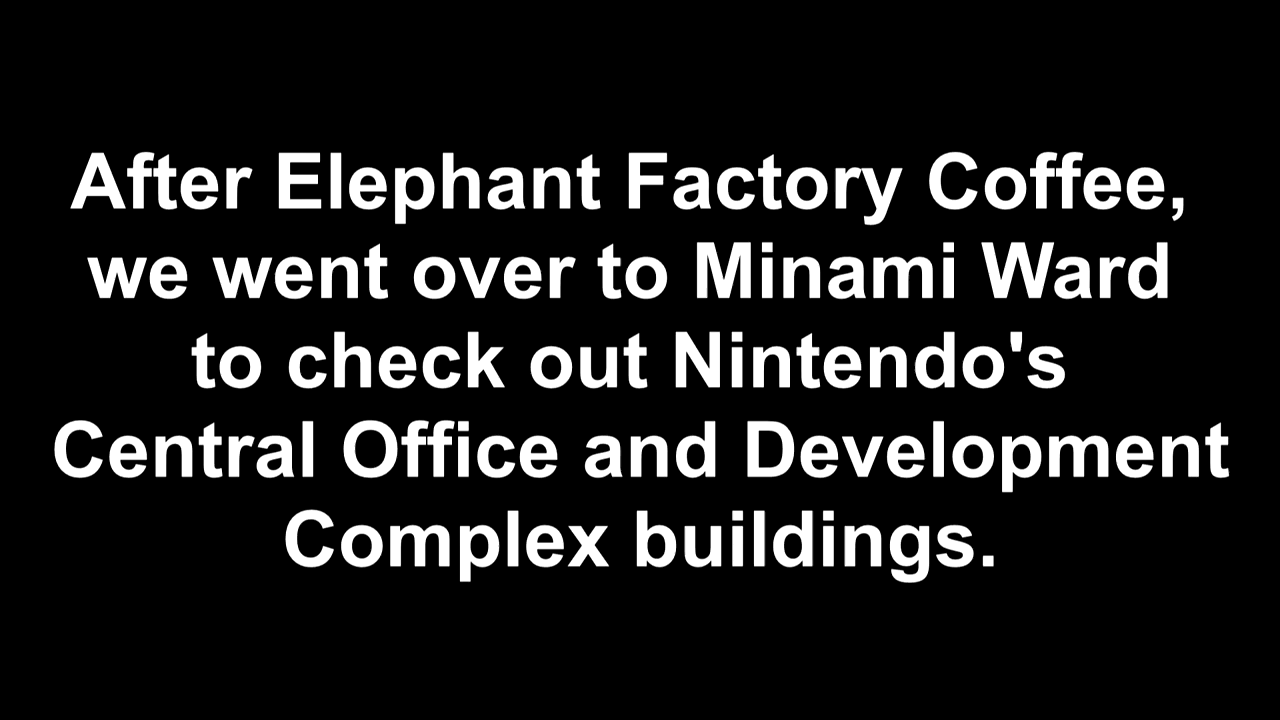 After Elephant Factory Coffee,
we went over to Minami Ward
to check out Nintendo's
Central Office and Development
Complex buildings.